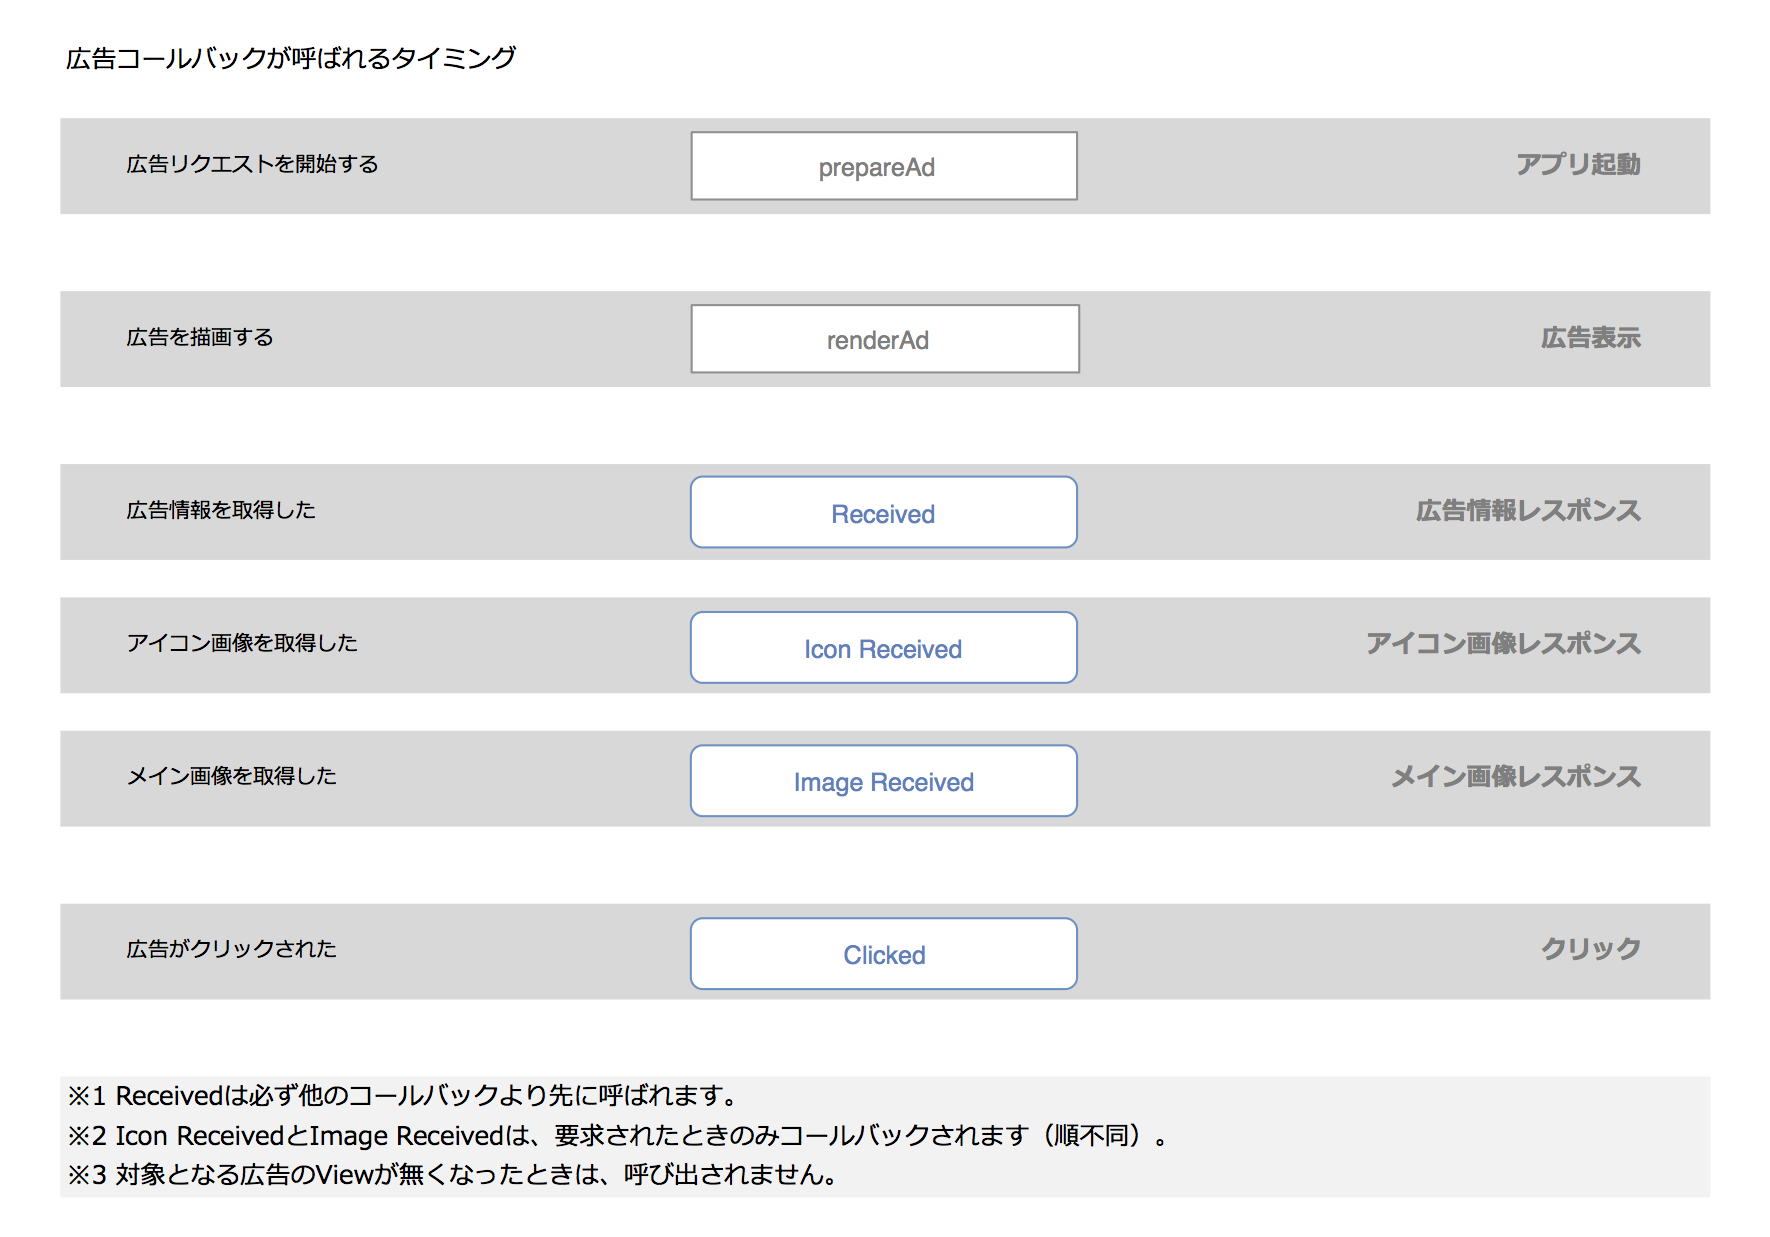 広告コールバックが呼ばれるタイミング
広告リクエストを開始する prepareAd アプリ起動
広告を描画する renderAd 広告表示
広告情報を取得した Received 広告情報レスポンス
アイコン画像を取得した Icon Received アイコン画像レスポンス
メイン画像を取得した Image Received メイン画像レスポンス
広告がクリックされた Clicked クリック
※1 Receivedは必ず他のコールバックより先に呼ばれます。
※2 Icon ReceivedとImage Receivedは、要求されたときのみコールバックされます（順不同）。
※3 対象となる広告のViewが無くなったときは、呼び出されません。